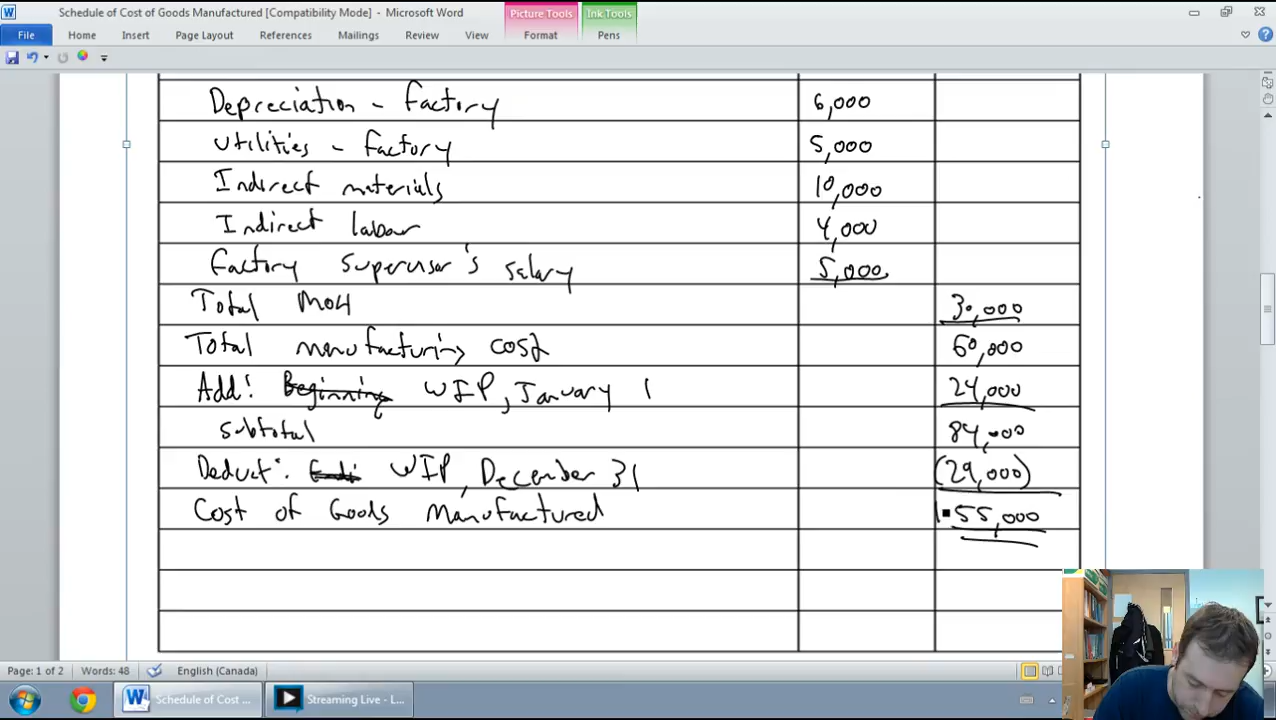 Schedule of Cost of Goods Manufactured [Compatibility Mode] - Microsoft Word
Picture Tools
Ink Tools
File Home Insert Page Layout References Mailings Review View Format Pens
Depreciation - Factory 6,000
Utilities - Factory 5,000
Indirect materials 10,000
Indirect labour 4,000
Factory supervisor's salary 5,000
Total MOH 30,000
Total manufacturing cost 60,000
Add: Beginning WIP, January 1 24,000
subtotal 84,000
Deduct: WIP, December 31 (29,000)
Cost of Goods Manufactured 55,000
Page: 1 of 2 Words: 48 English (Canada)
Schedule of Cost ... Streaming Live - L...